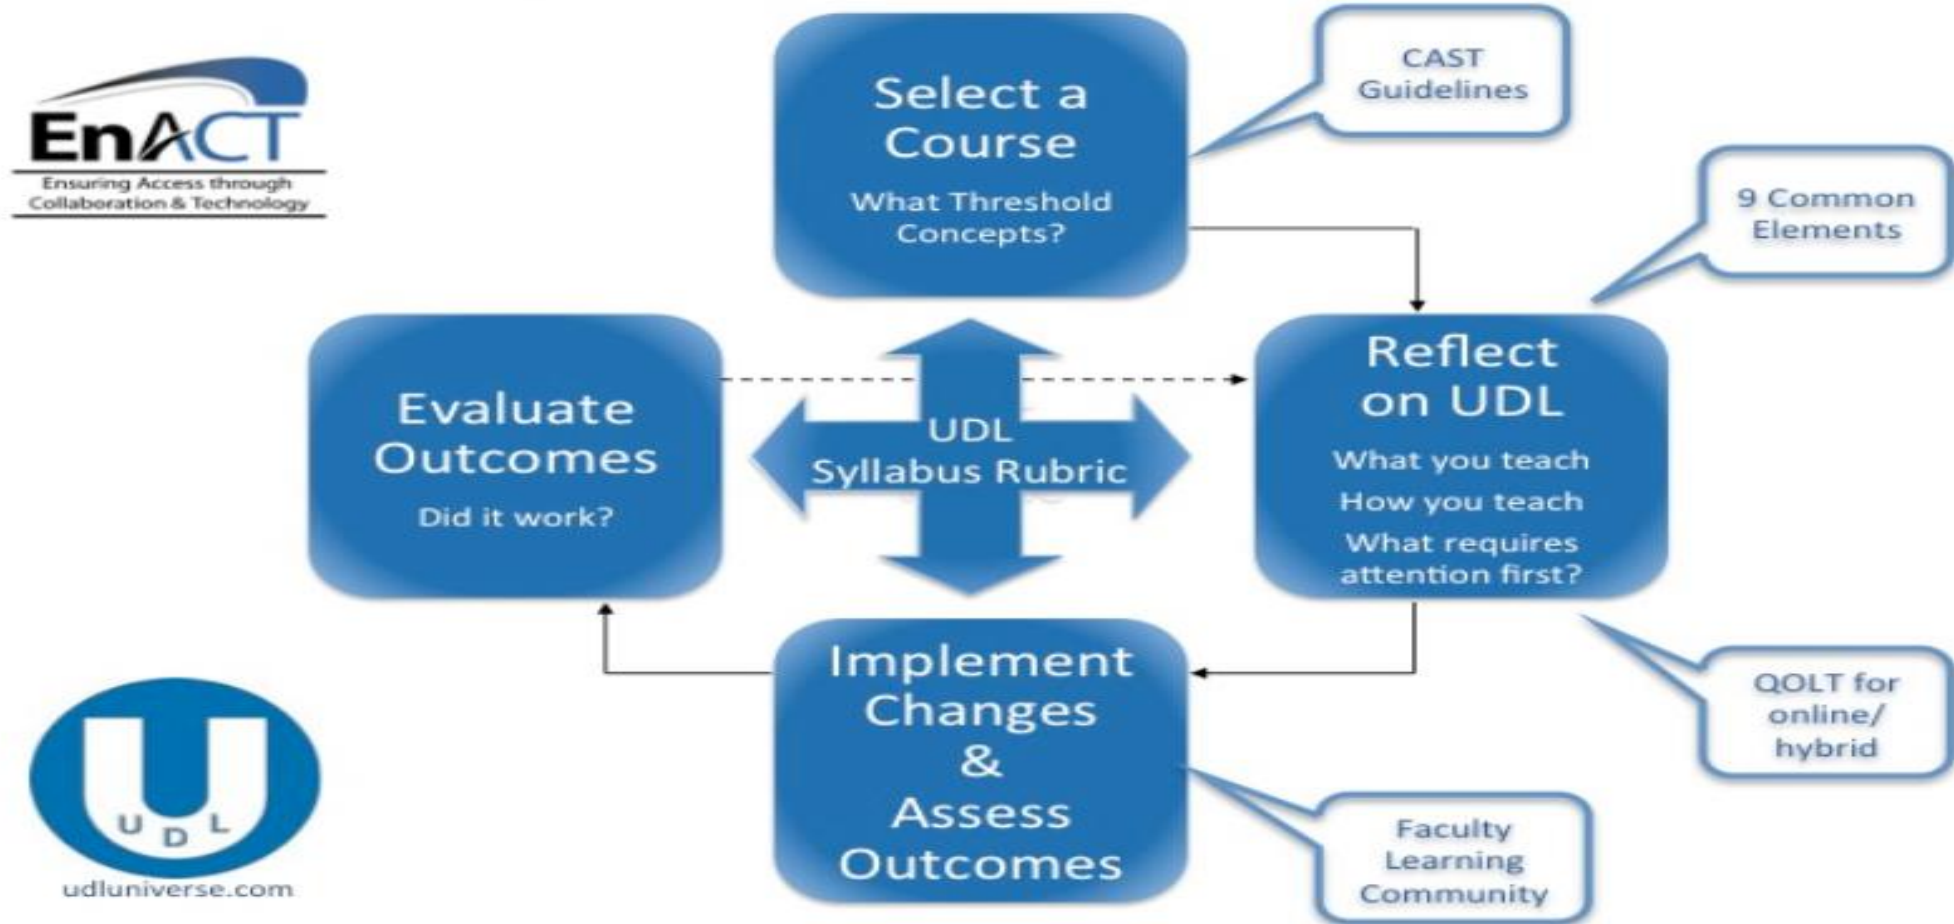 EnACT
Ensuring Access through
Collaboration & Technology
Select a
Course
What Threshold
Concepts?
CAST
Guidelines
9 Common
Elements
Evaluate
Outcomes
Did it work?
UDL
Syllabus Rubric
Reflect
on UDL
What you teach
How you teach
What requires
attention first?
Implement
Changes
&
Assess
Outcomes
QOLT for
online/
hybrid
Faculty
Learning
Community
U D L
udluniverse.com